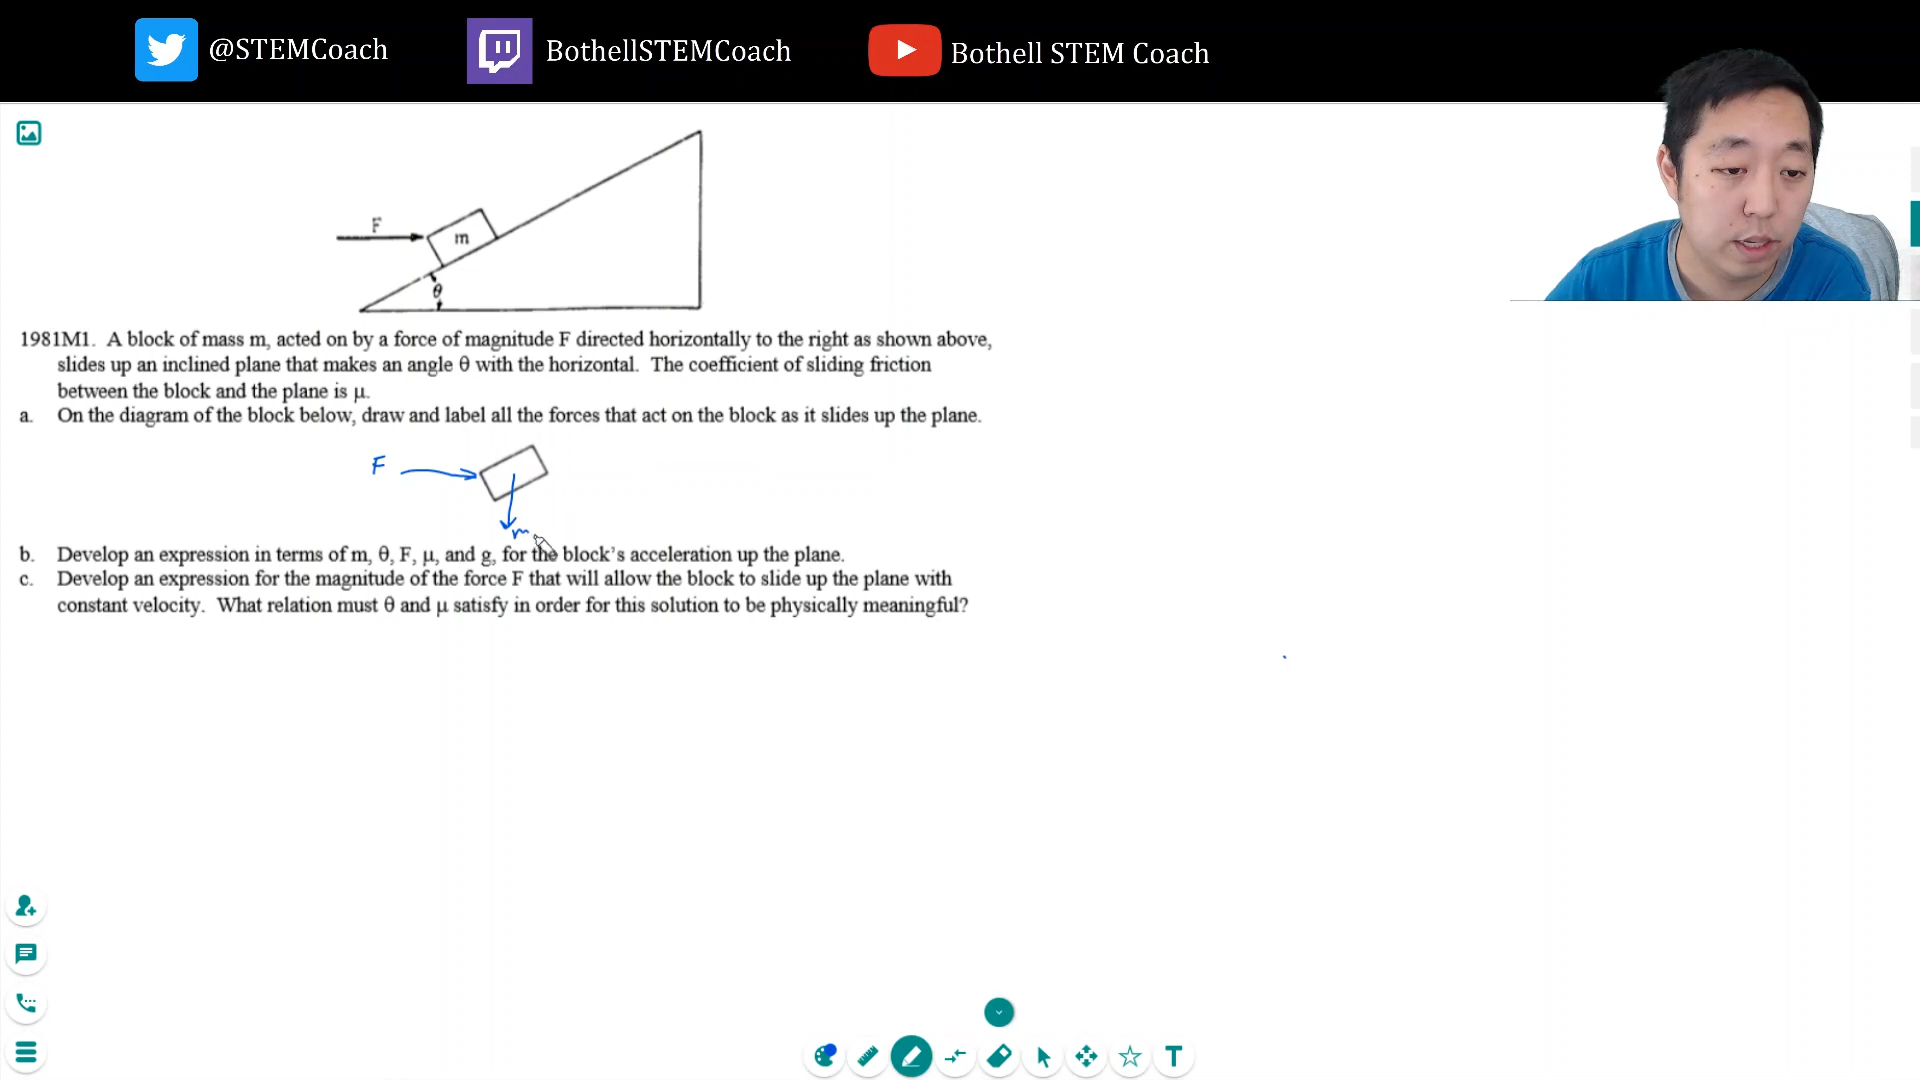 @STEMCoach
BothellSTEMCoach
Bothell STEM Coach
F
m
θ
1981M1. A block of mass m, acted on by a force of magnitude F directed horizontally to the right as shown above,
slides up an inclined plane that makes an angle θ with the horizontal. The coefficient of sliding friction
between the block and the plane is μ.
a. On the diagram of the block below, draw and label all the forces that act on the block as it slides up the plane.
F
m
b. Develop an expression in terms of m, θ, F, μ, and g, for the block's acceleration up the plane.
c. Develop an expression for the magnitude of the force F that will allow the block to slide up the plane with
constant velocity. What relation must θ and μ satisfy in order for this solution to be physically meaningful?
T